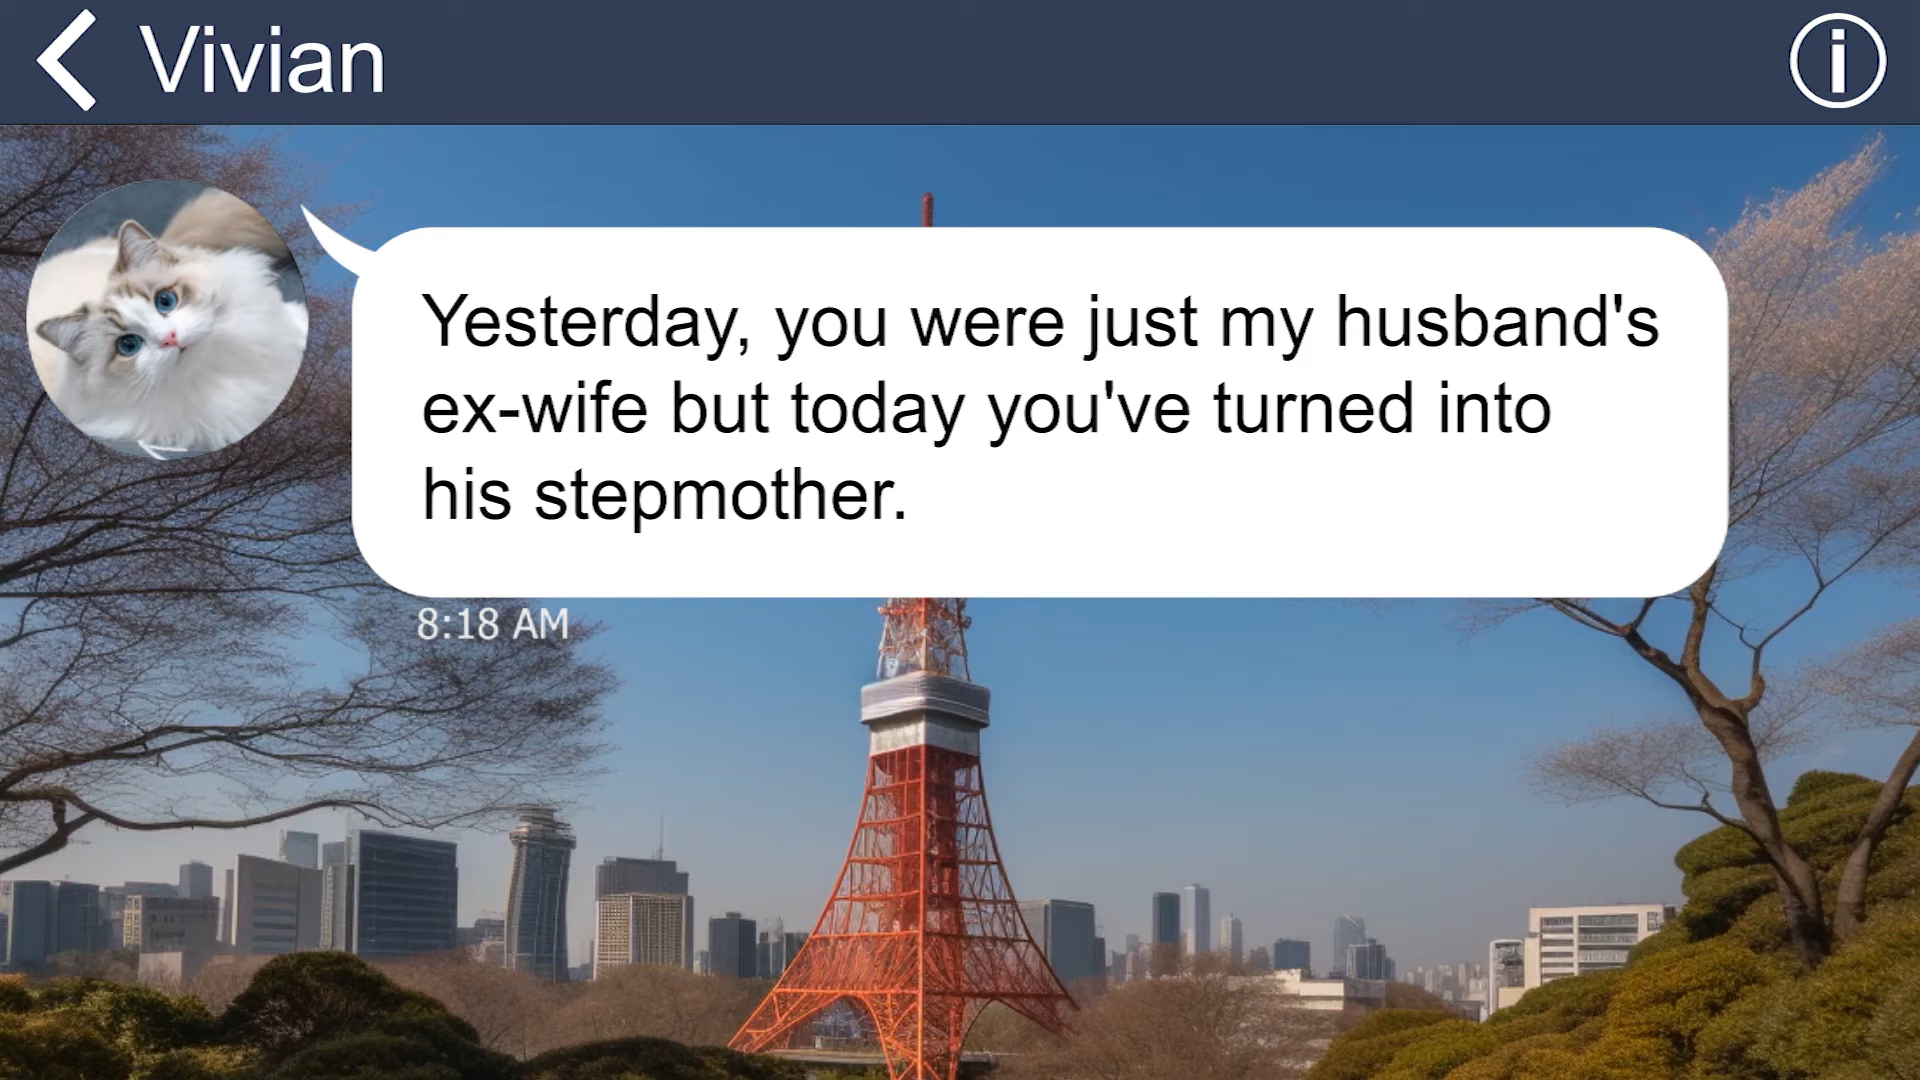 Vivian
Yesterday, you were just my husband's
ex-wife but today you've turned into
his stepmother.
8:18 AM